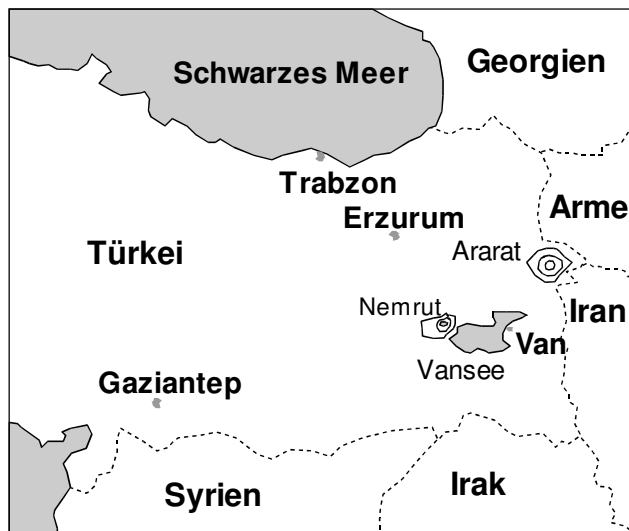 Georgien
Schwarzes Meer
Trabzon
Arme
Erzurum
Türkei
Ararat
Nemrut
Iran
Van
Vansee
Gaziantep
Syrien
Irak